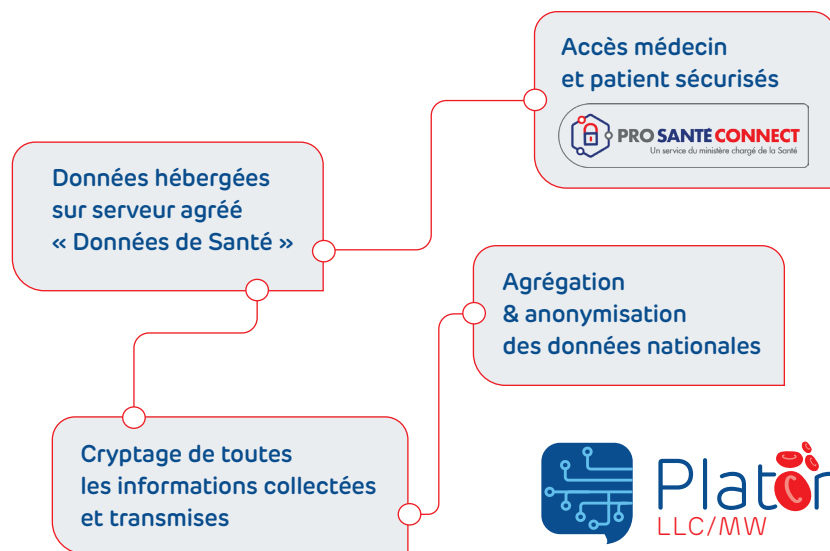 Accès médecin
et patient sécurisés
PRO SANTÉ CONNECT
Un service du ministère chargé de la Santé
Données hébergées
sur serveur agréé
« Données de Santé »
Agrégation
& anonymisation
des données nationales
Cryptage de toutes
les informations collectées
et transmises
LLC/MW